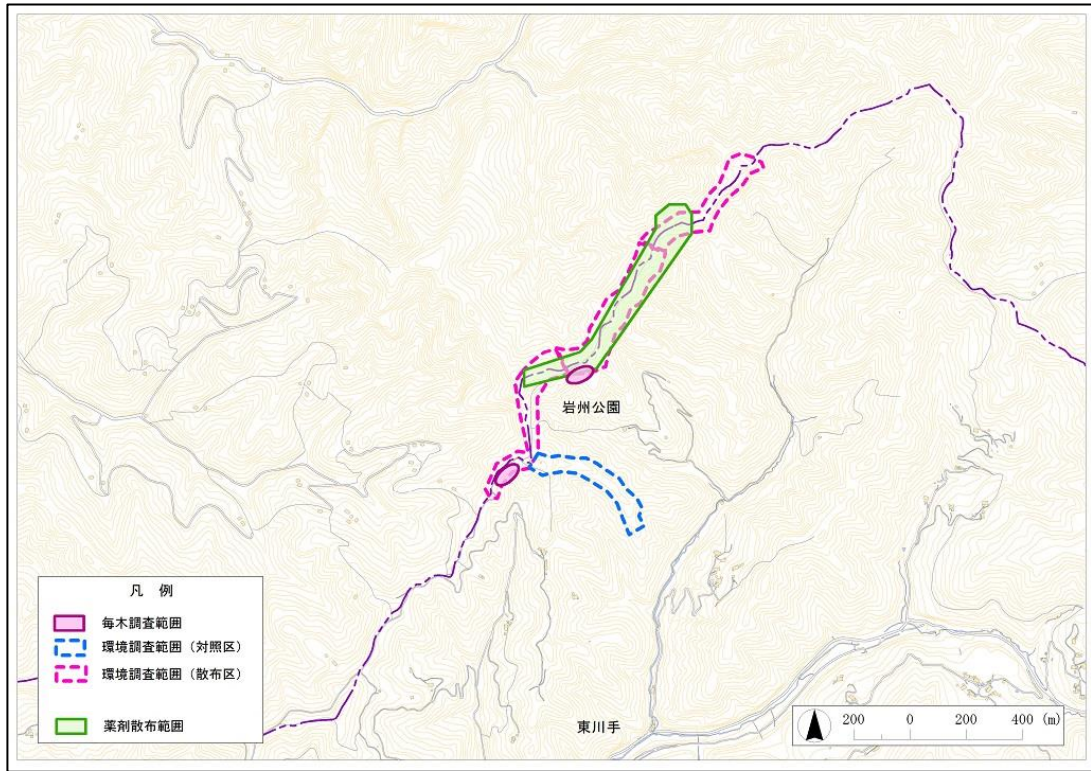 岩州公園
東川手
凡 例
毎木調査範囲
環境調査範囲（対照区）
環境調査範囲（散布区）
薬剤散布範囲
200 0 200 400 (m)